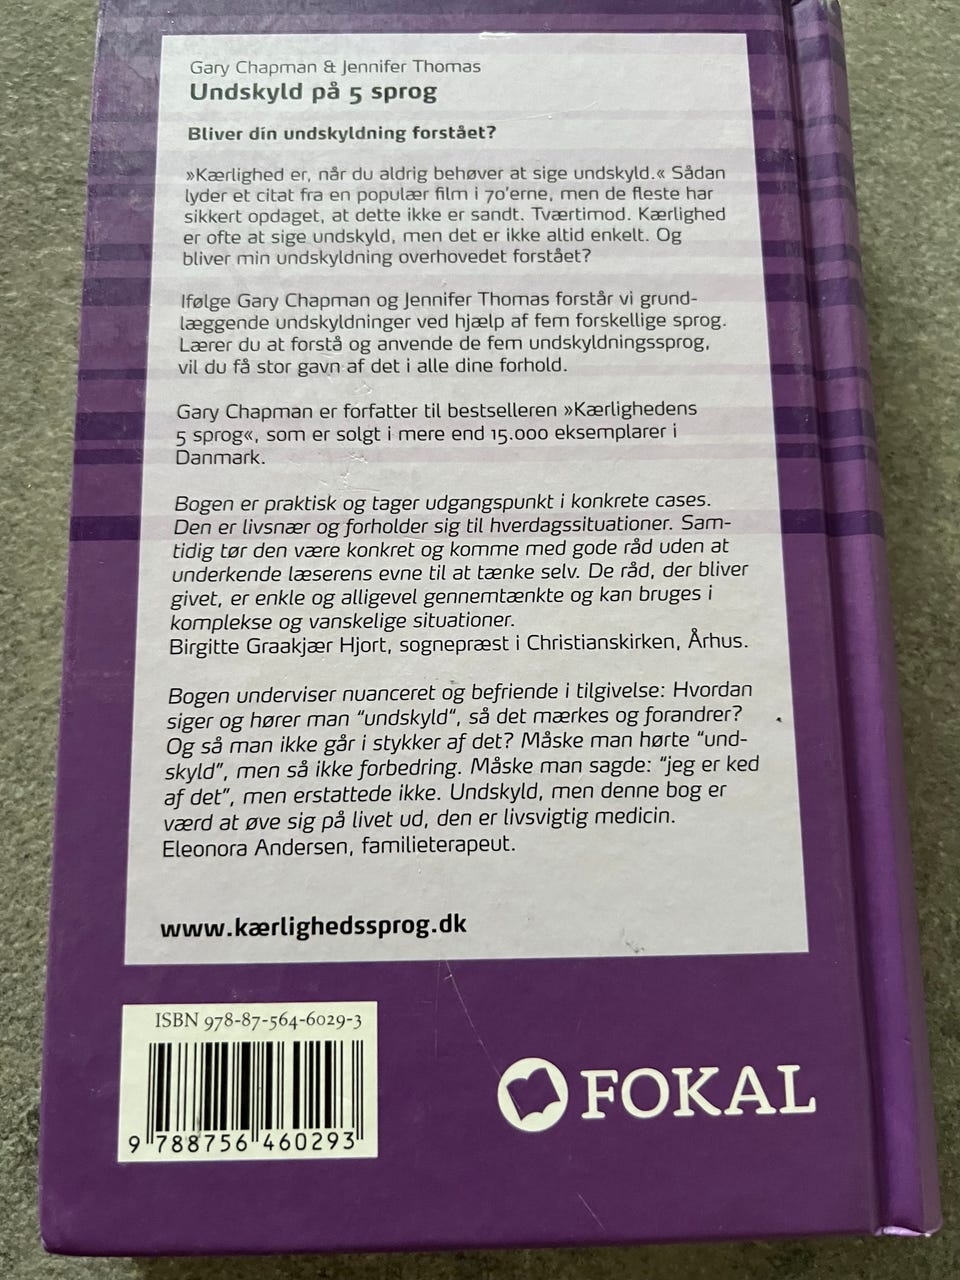 Gary Chapman & Jennifer Thomas
Undskyld på 5 sprog
Bliver din undskyldning forstået?
»Kærlighed er, når du aldrig behøver at sige undskyld.« Sådan
lyder et citat fra en populær film i 70'erne, men de fleste har
sikkert opdaget, at dette ikke er sandt. Tværtimod. Kærlighed
er ofte at sige undskyld, men det er ikke altid enkelt. Og
bliver min undskyldning overhovedet forstået?
Ifølge Gary Chapman og Jennifer Thomas forstår vi grund-
læggende undskyldninger ved hjælp af fem forskellige sprog.
Lærer du at forstå og anvende de fem undskyldningssprog,
vil du få stor gavn af det i alle dine forhold.
Gary Chapman er forfatter til bestselleren »Kærlighedens
5 sprog«, som er solgt i mere end 15.000 eksemplarer i
Danmark.
Bogen er praktisk og tager udgangspunkt i konkrete cases.
Den er livsnær og forholder sig til hverdagssituationer. Sam-
tidig tør den være konkret og komme med gode råd uden at
underkende læserens evne til at tænke selv. De råd, der bliver
givet, er enkle og alligevel gennemtænkte og kan bruges i
komplekse og vanskelige situationer.
Birgitte Graakjær Hjort, sognepræst i Christianskirken, Århus.
Bogen underviser nuanceret og befriende i tilgivelse: Hvordan
siger og hører man "undskyld", så det mærkes og forandrer?
Og så man ikke går i stykker af det? Måske man hørte "und-
skyld", men så ikke forbedring. Måske man sagde: "jeg er ked
af det", men erstattede ikke. Undskyld, men denne bog er
værd at øve sig på livet ud, den er livsvigtig medicin.
Eleonora Andersen, familieterapeut.
www.kærlighedssprog.dk
ISBN 978-87-564-6029-3
9 788756 460293
FOKAL